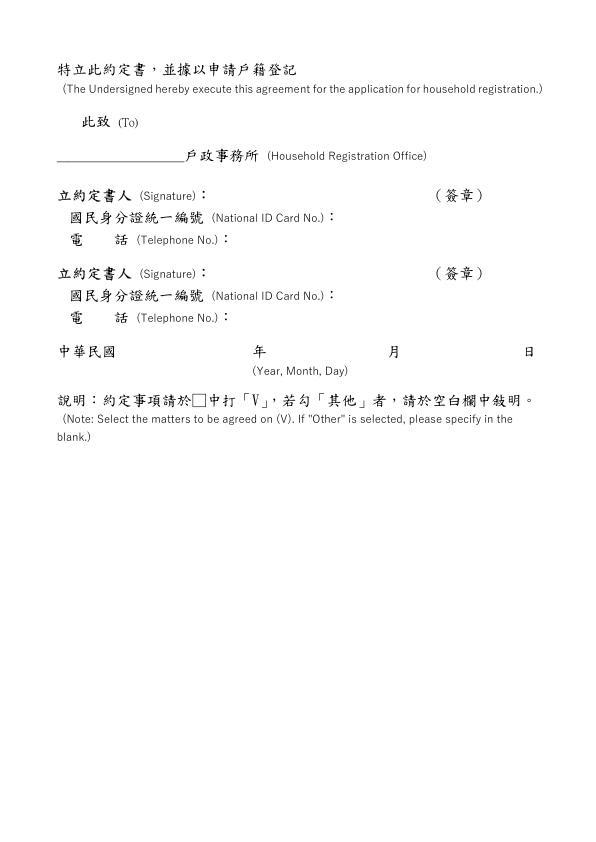 特立此約定書，並據以申請戶籍登記
(The Undersigned hereby execute this agreement for the application for household registration.)
此致 (To)
________________戶政事務所 (Household Registration Office)
立約定書人 (Signature)： （簽章）
國民身分證統一編號 (National ID Card No.)：
電　　話 (Telephone No.)：
立約定書人 (Signature)： （簽章）
國民身分證統一編號 (National ID Card No.)：
電　　話 (Telephone No.)：
中華民國　　　　年　　　　月　　　　日
(Year, Month, Day)
說明：約定事項請於□中打「V」，若勾「其他」者，請於空白欄中敍明。
(Note: Select the matters to be agreed on (V). If "Other" is selected, please specify in the
blank.)